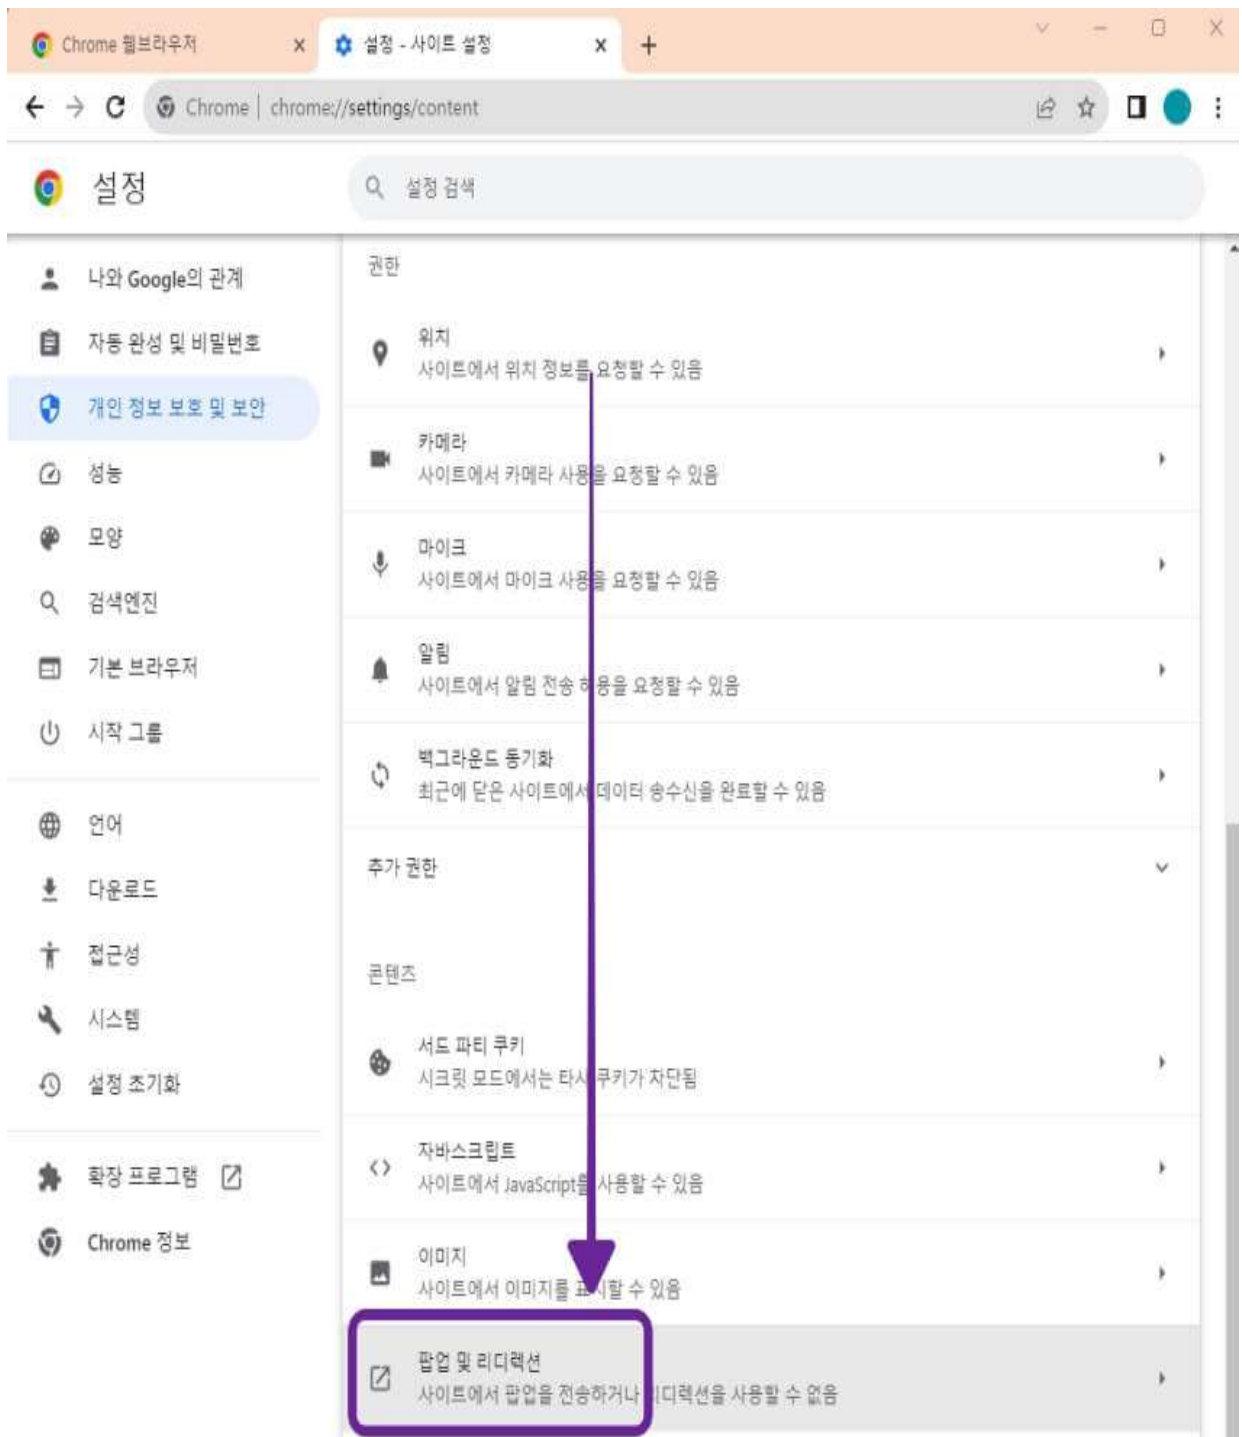 Chrome 웹브라우저
설정 - 사이트 설정
Chrome | chrome://settings/content
설정
설정 검색
나와 Google의 관계
자동 완성 및 비밀번호
개인 정보 보호 및 보안
성능
모양
검색엔진
기본 브라우저
시작 그룹
언어
다운로드
접근성
시스템
설정 초기화
확장 프로그램
Chrome 정보
권한
위치
사이트에서 위치 정보를 요청할 수 있음
카메라
사이트에서 카메라 사용을 요청할 수 있음
마이크
사이트에서 마이크 사용을 요청할 수 있음
알림
사이트에서 알림 전송 허용을 요청할 수 있음
백그라운드 동기화
최근에 닫은 사이트에서 데이터 송수신을 완료할 수 있음
추가 권한
콘텐츠
서드 파티 쿠키
시크릿 모드에서는 타사 쿠키가 차단됨
자바스크립트
사이트에서 JavaScript를 사용할 수 있음
이미지
사이트에서 이미지를 표시할 수 있음
팝업 및 리디렉션
사이트에서 팝업을 전송하거나 리디렉션을 사용할 수 없음